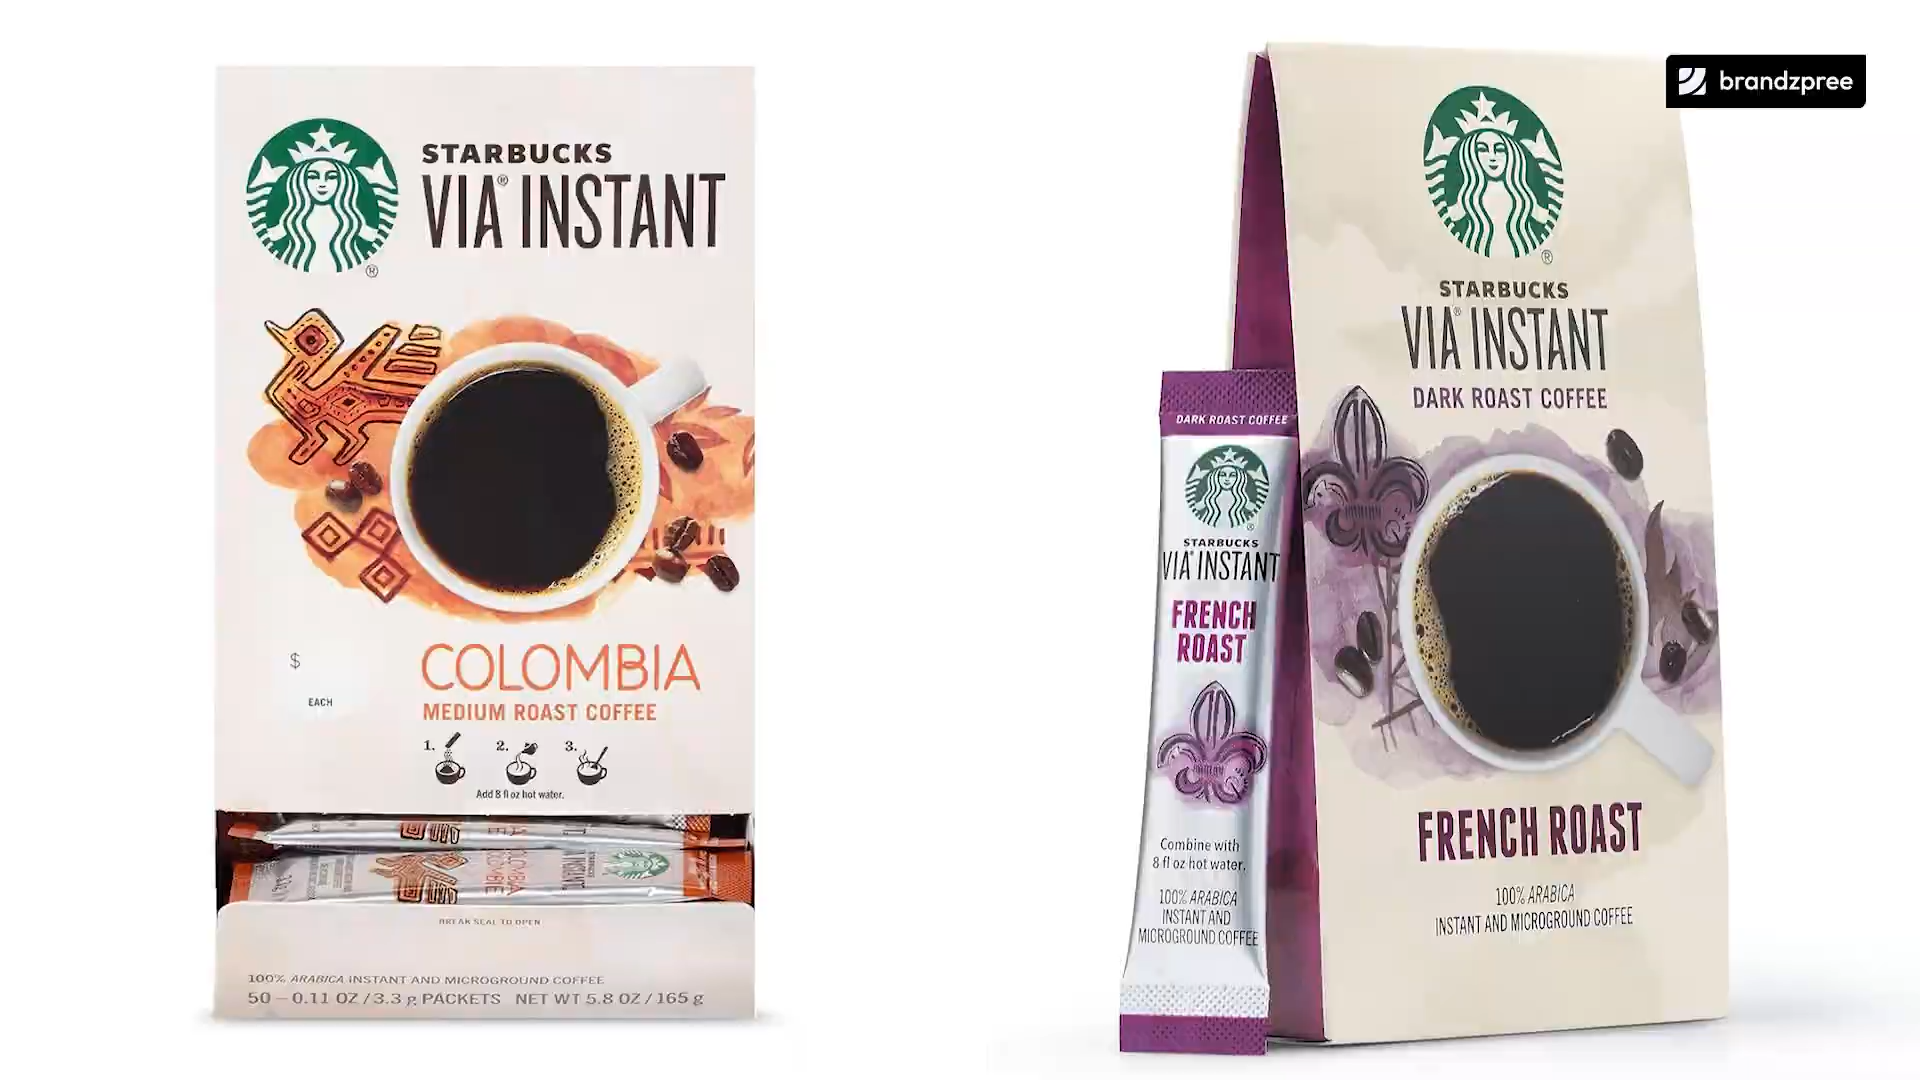 STARBUCKS
VIA® INSTANT
®
$
EACH
COLOMBIA
MEDIUM ROAST COFFEE
1. 2. 3.
Add 8 fl oz hot water.
COLOMBIA
BREAK SEAL TO OPEN
100% ARABICA INSTANT AND MICROGROUND COFFEE
50 – 0.11 OZ / 3.3 g PACKETS NET WT 5.8 OZ / 165 g
DARK ROAST COFFEE
®
STARBUCKS
VIA® INSTANT
FRENCH
ROAST
Combine with
8 fl oz hot water.
100% ARABICA
INSTANT AND
MICROGROUND COFFEE
brandzpree
®
STARBUCKS
VIA® INSTANT
DARK ROAST COFFEE
FRENCH ROAST
100% ARABICA
INSTANT AND MICROGROUND COFFEE